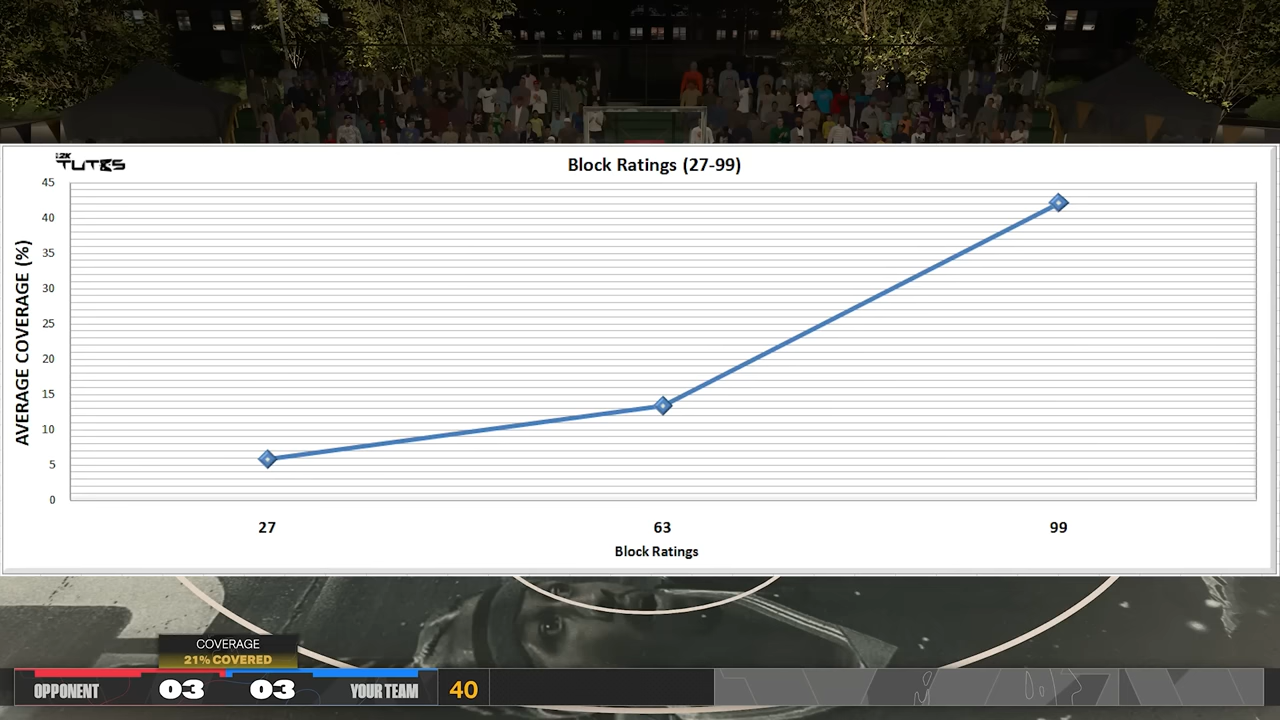 2K
TUTES
Block Ratings (27-99)
AVERAGE COVERAGE (%)
45
40
35
30
25
20
15
10
5
0
27 63 99
Block Ratings
COVERAGE
21% COVERED
OPPONENT 03 03 YOUR TEAM 40